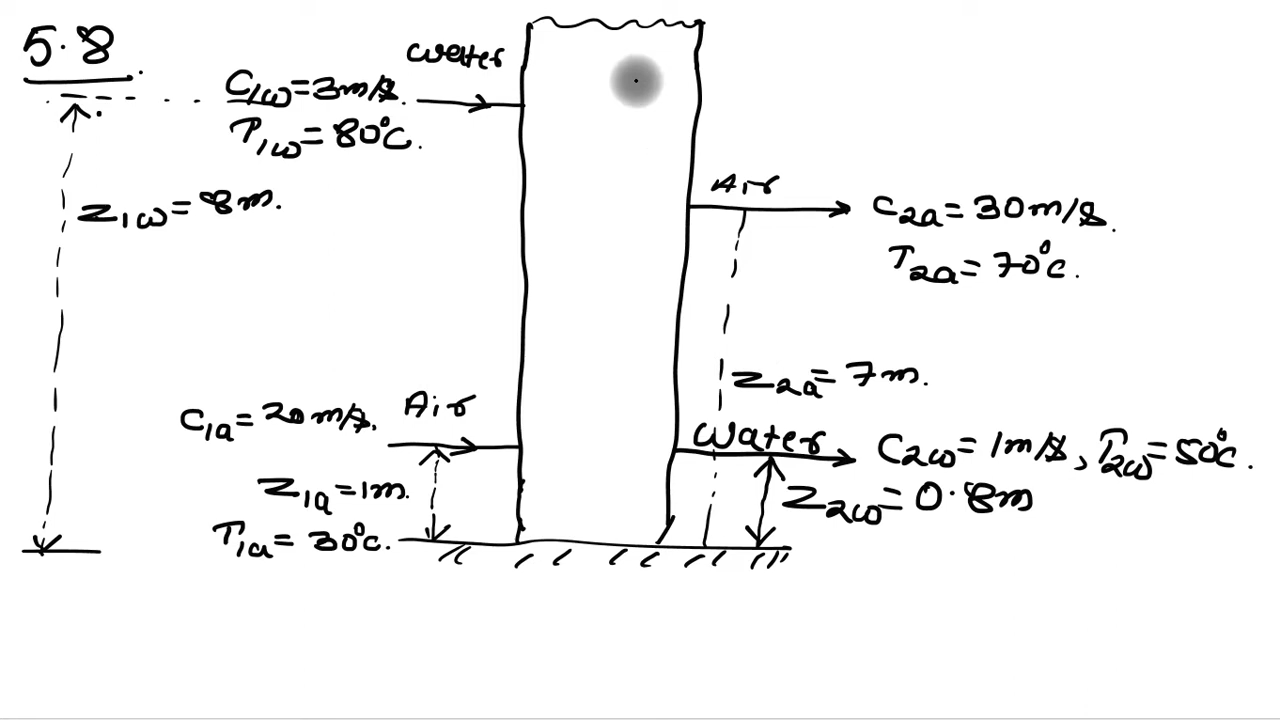 5.8
Water
C1w = 3m/s.
T1w = 80°C.
Z1w = 8m.
Air
C2a = 30m/s.
T2a = 70°C.
Z2a = 7m.
C1a = 20m/s.
Air
Z1a = 1m.
T1a = 30°C.
Water
C2w = 1m/s, T2w = 50°C.
Z2w = 0.8m